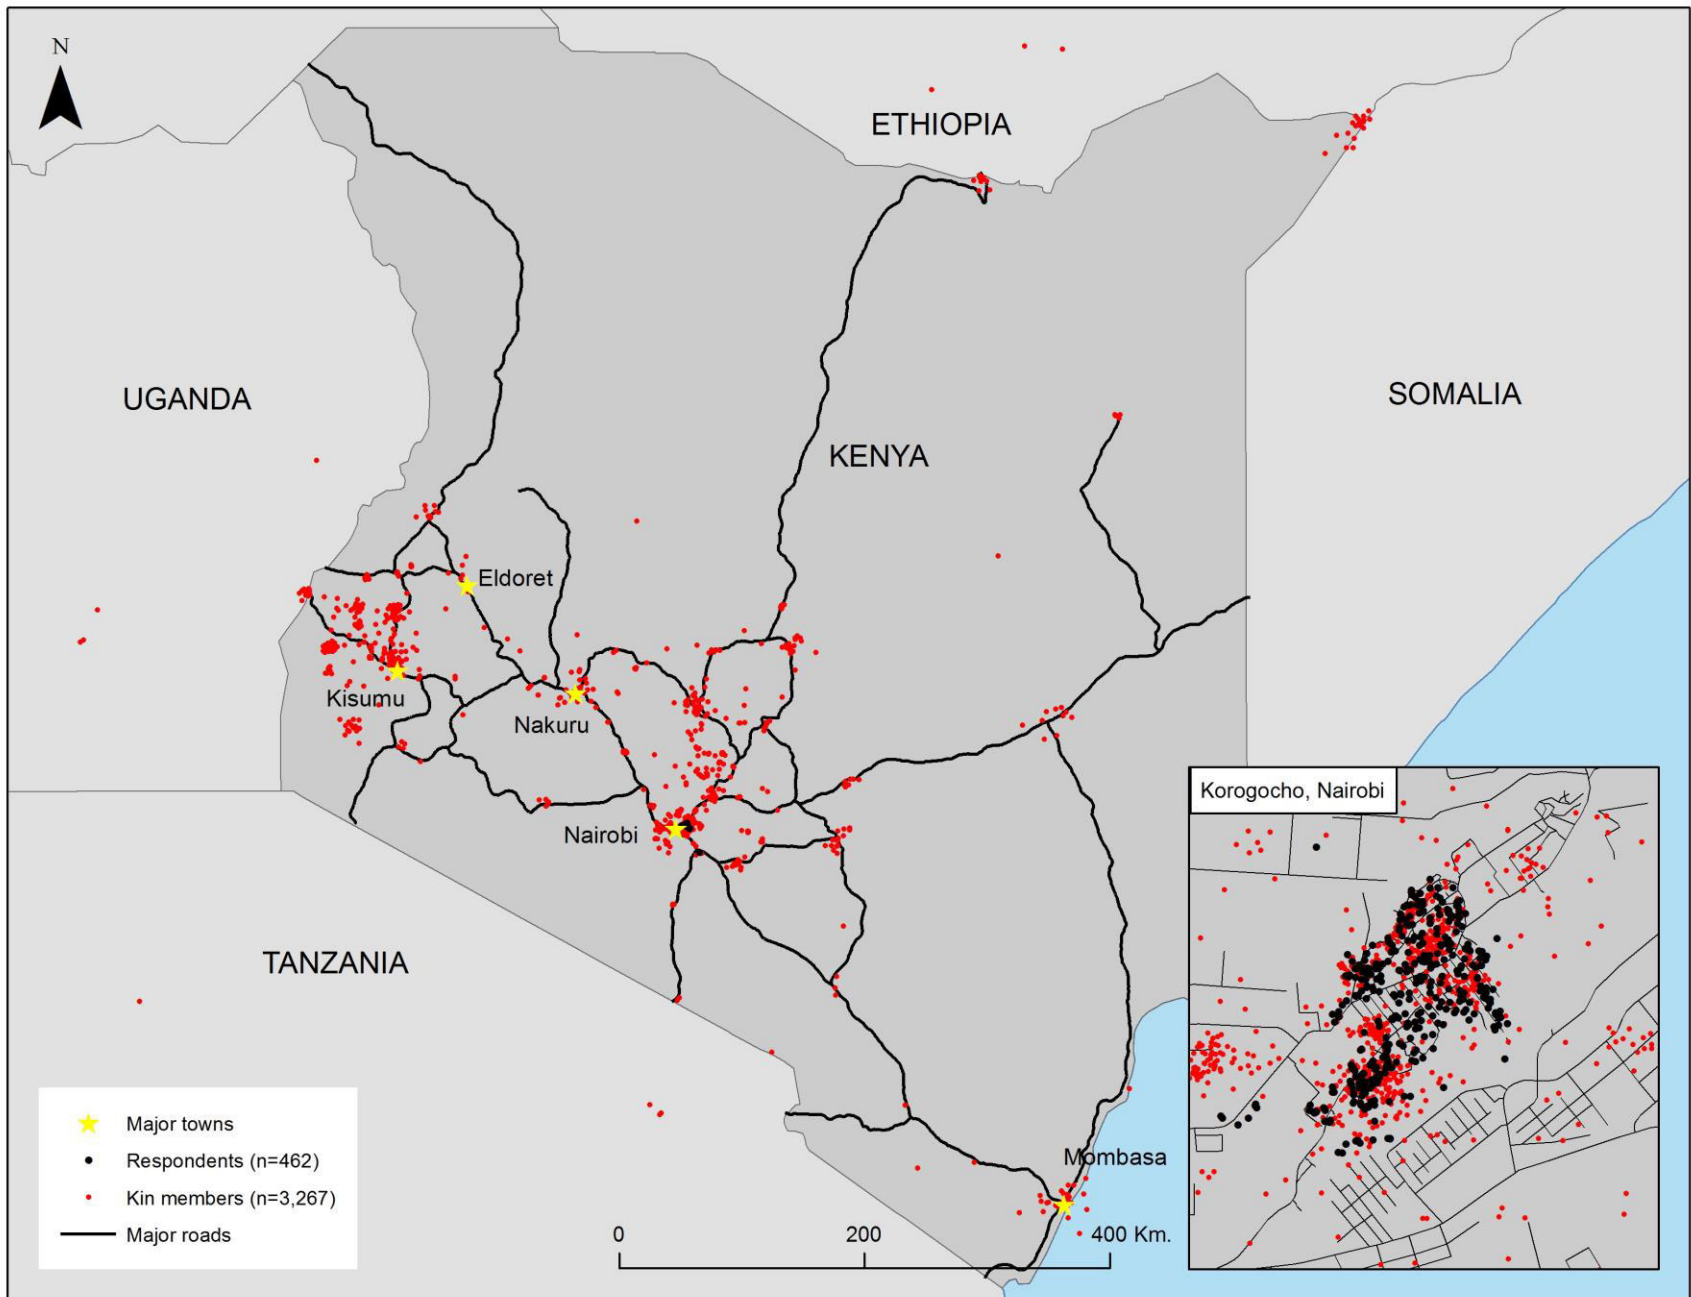 N
ETHIOPIA
UGANDA
SOMALIA
KENYA
Eldoret
Kisumu
Nakuru
Korogocho, Nairobi
Nairobi
TANZANIA
Major towns
Respondents (n=462)
Kin members (n=3,267)
Major roads
Mombasa
0 200 400 Km.